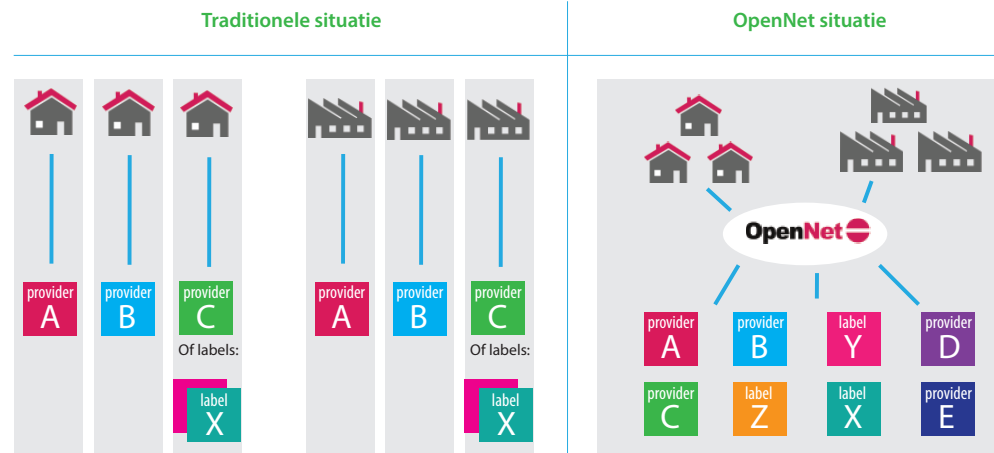 Traditionele situatie
OpenNet situatie
provider
A
provider
B
provider
C
Of labels:
label
X
provider
A
provider
B
provider
C
Of labels:
label
X
OpenNet
provider
A
provider
B
label
Y
provider
D
provider
C
label
Z
label
X
provider
E